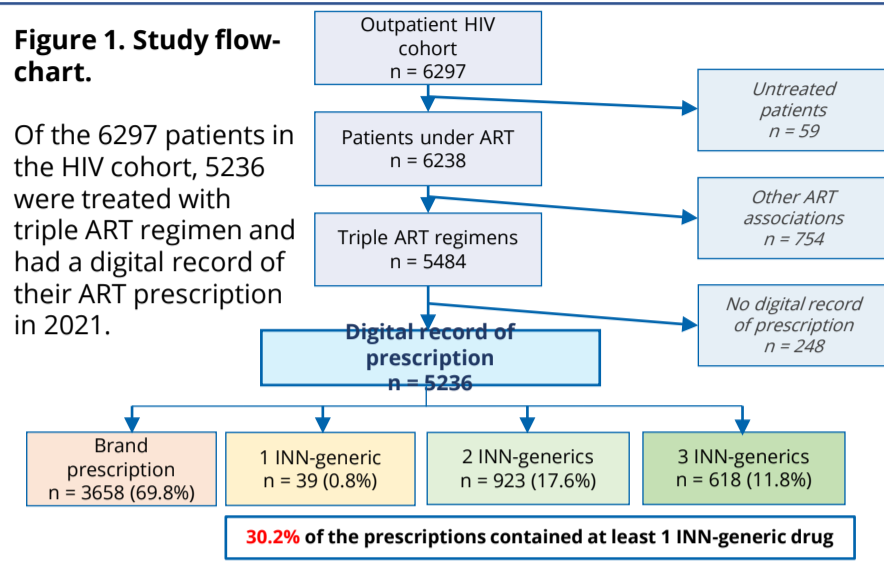 Figure 1. Study flow-
chart.
Of the 6297 patients in
the HIV cohort, 5236
were treated with
triple ART regimen and
had a digital record of
their ART prescription
in 2021.
Outpatient HIV
cohort
n = 6297
Untreated
patients
n = 59
Patients under ART
n = 6238
Other ART
associations
n = 754
Triple ART regimens
n = 5484
No digital record
of prescription
n = 248
Digital record of
prescription
n = 5236
Brand
prescription
n = 3658 (69.8%)
1 INN-generic
n = 39 (0.8%)
2 INN-generics
n = 923 (17.6%)
3 INN-generics
n = 618 (11.8%)
30.2% of the prescriptions contained at least 1 INN-generic drug